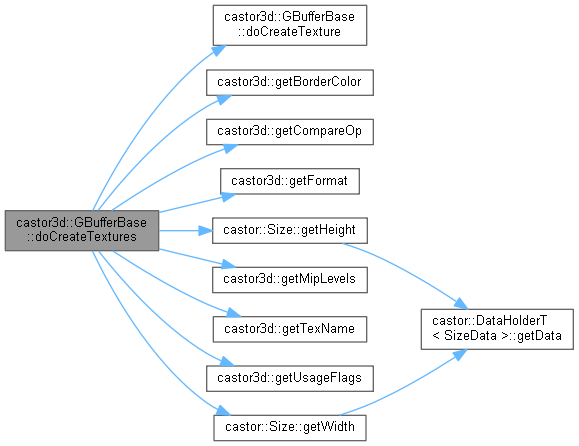 castor3d::GBufferBase
::doCreateTexture
castor3d::getBorderColor
castor3d::getCompareOp
castor3d::getFormat
castor3d::GBufferBase
::doCreateTextures
castor::Size::getHeight
castor3d::getMipLevels
castor::DataHolderT
< SizeData >::getData
castor3d::getTexName
castor3d::getUsageFlags
castor::Size::getWidth